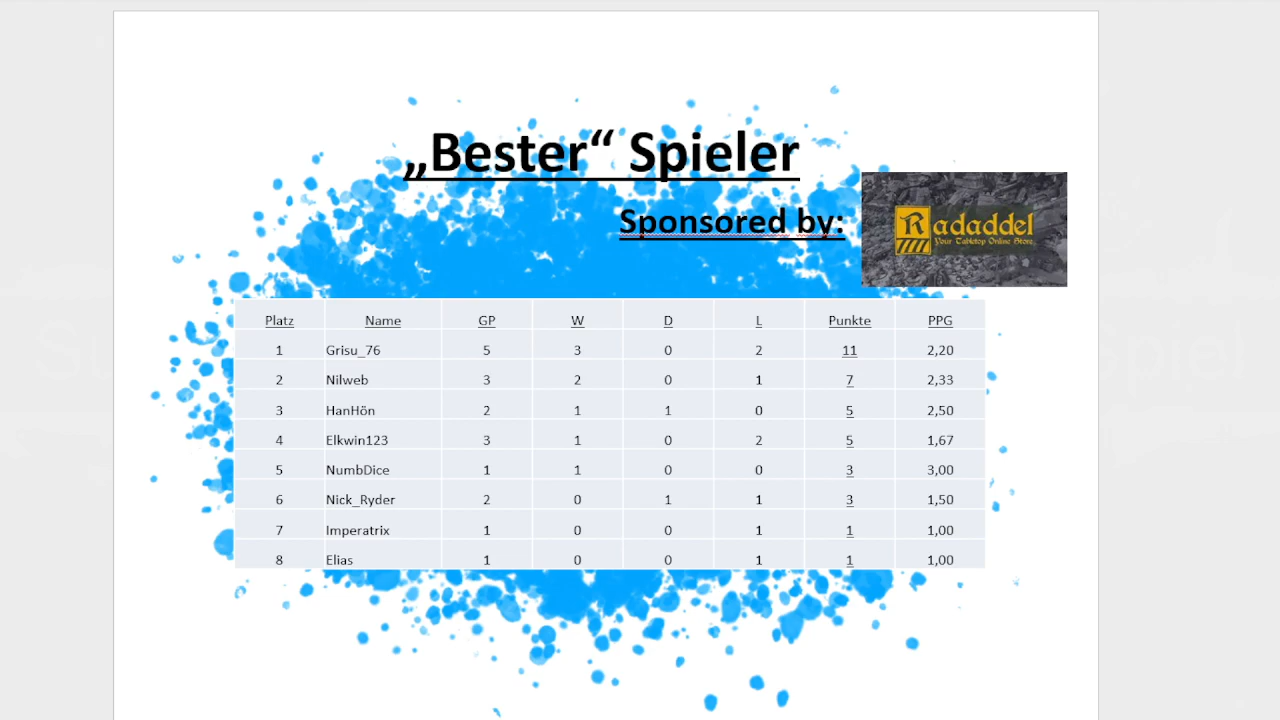 „Bester“ Spieler
Sponsored by:
Radaddel
Your Tabletop Online Store
Platz Name GP W D L Punkte PPG
1 Grisu_76 5 3 0 2 11 2,20
2 Nilweb 3 2 0 1 7 2,33
3 HanHön 2 1 1 0 5 2,50
4 Elkwin123 3 1 0 2 5 1,67
5 NumbDice 1 1 0 0 3 3,00
6 Nick_Ryder 2 0 1 1 3 1,50
7 Imperatrix 1 0 0 1 1 1,00
8 Elias 1 0 0 1 1 1,00